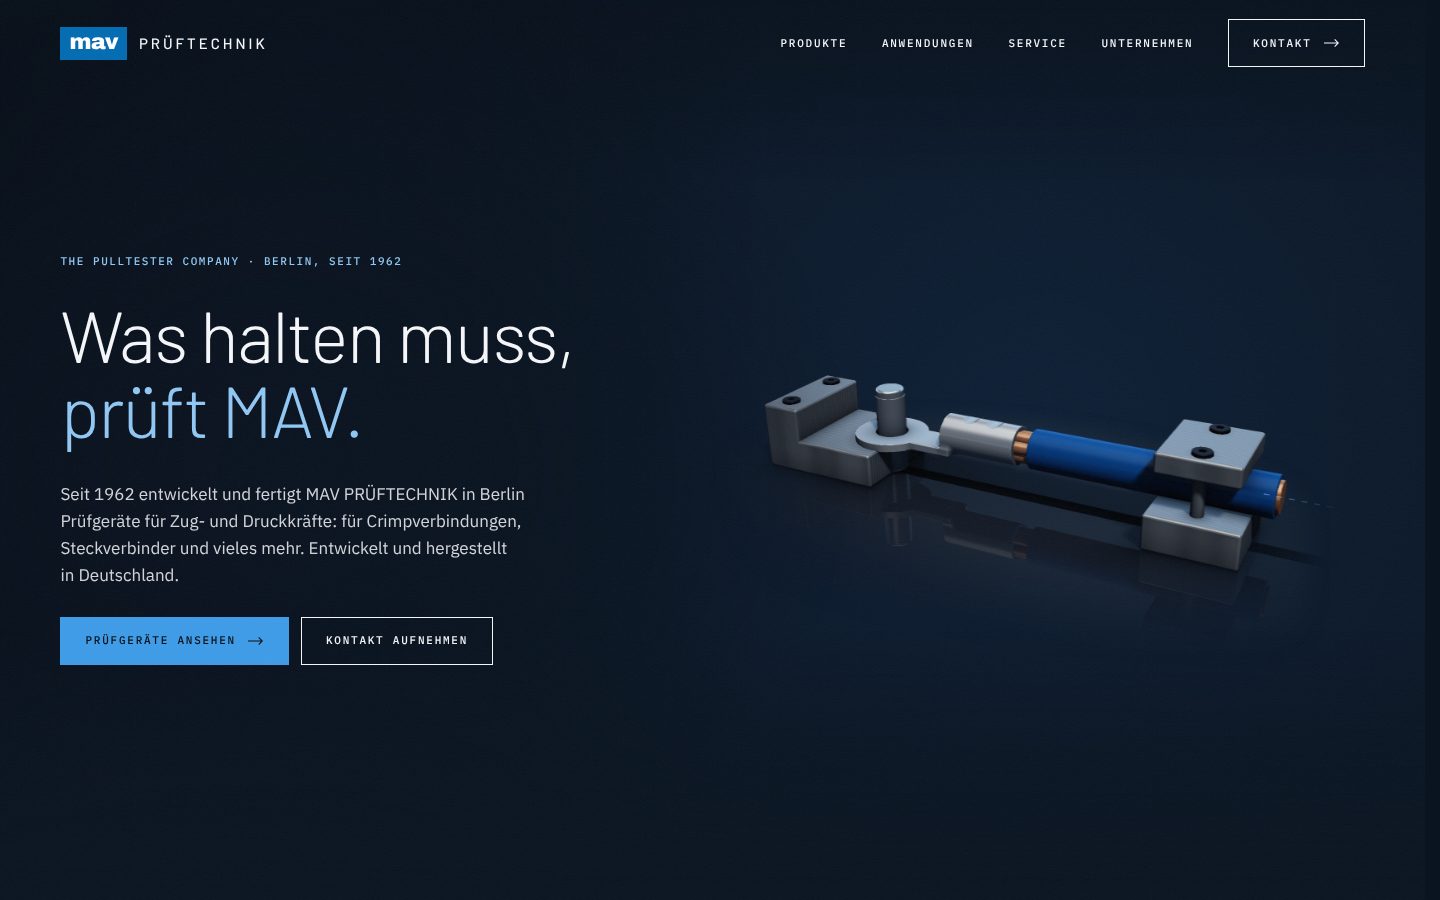 mav PRÜFTECHNIK
PRODUKTE ANWENDUNGEN SERVICE UNTERNEHMEN KONTAKT
THE PULLTESTER COMPANY · BERLIN, SEIT 1962
Was halten muss,
prüft MAV.
Seit 1962 entwickelt und fertigt MAV PRÜFTECHNIK in Berlin
Prüfgeräte für Zug- und Druckkräfte: für Crimpverbindungen,
Steckverbinder und vieles mehr. Entwickelt und hergestellt
in Deutschland.
PRÜFGERÄTE ANSEHEN KONTAKT AUFNEHMEN